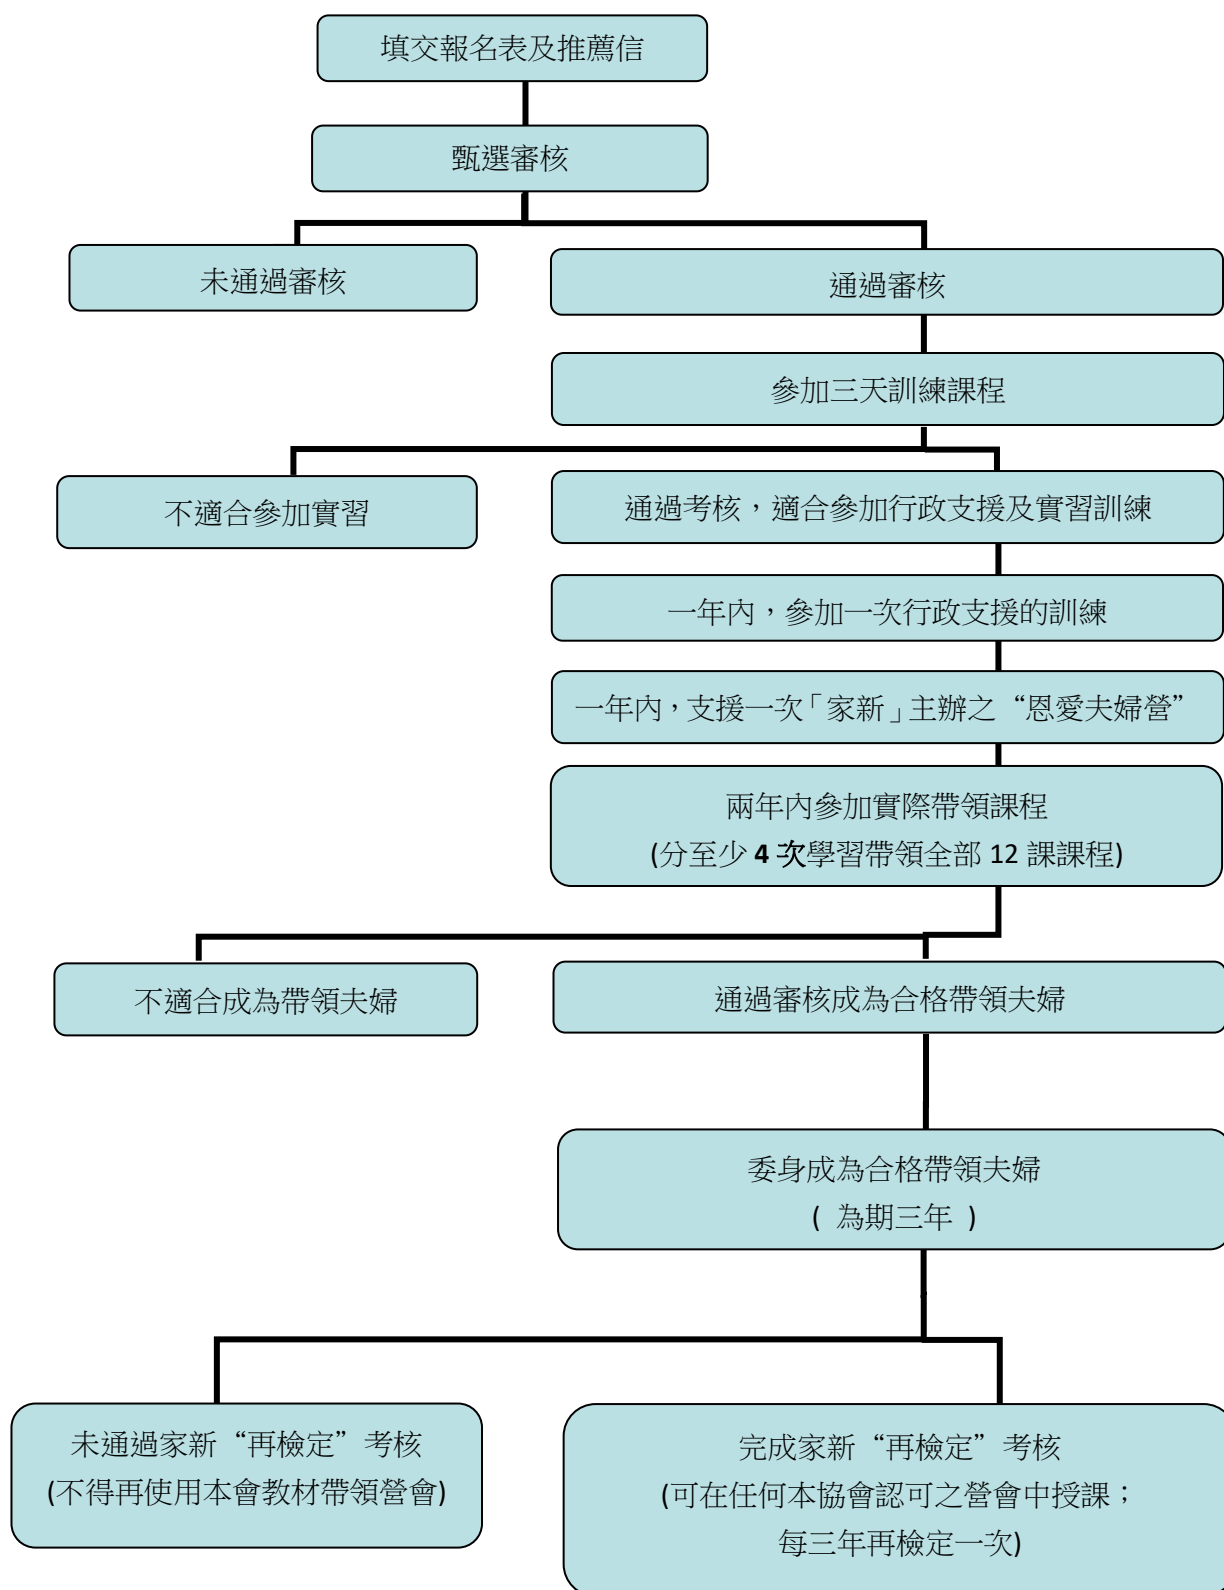 填交報名表及推薦信
甄選審核
未通過審核
通過審核
參加三天訓練課程
不適合參加實習
通過考核，適合參加行政支援及實習訓練
一年內，參加一次行政支援的訓練
一年內，支援一次「家新」主辦之“恩愛夫婦營”
兩年內參加實際帶領課程
(分至少 4 次學習帶領全部 12 課課程)
不適合成為帶領夫婦
通過審核成為合格帶領夫婦
委身成為合格帶領夫婦
( 為期三年 )
未通過家新“再檢定”考核
(不得再使用本會教材帶領營會)
完成家新“再檢定”考核
(可在任何本協會認可之營會中授課；
每三年再檢定一次)